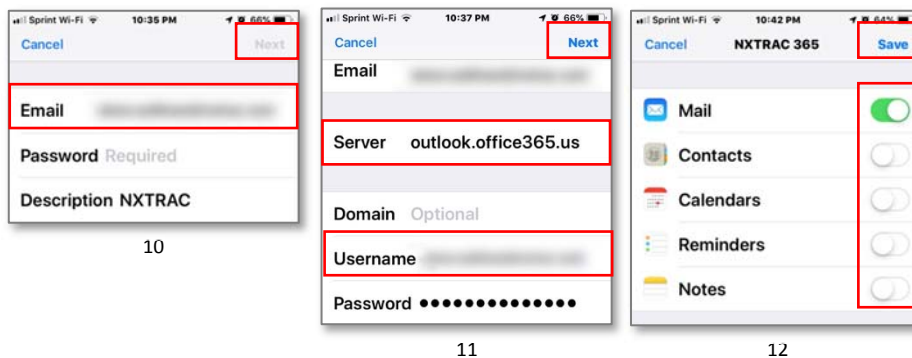 Sprint Wi-Fi 10:35 PM 66%
Cancel Next
Email
Password Required
Description NXTRAC
10
Sprint Wi-Fi 10:37 PM 66%
Cancel Next
Email
Server outlook.office365.us
Domain Optional
Username
Password ●●●●●●●●●●●●●●
11
Sprint Wi-Fi 10:42 PM 64%
Cancel NXTRAC 365 Save
Mail
Contacts
Calendars
Reminders
Notes
12